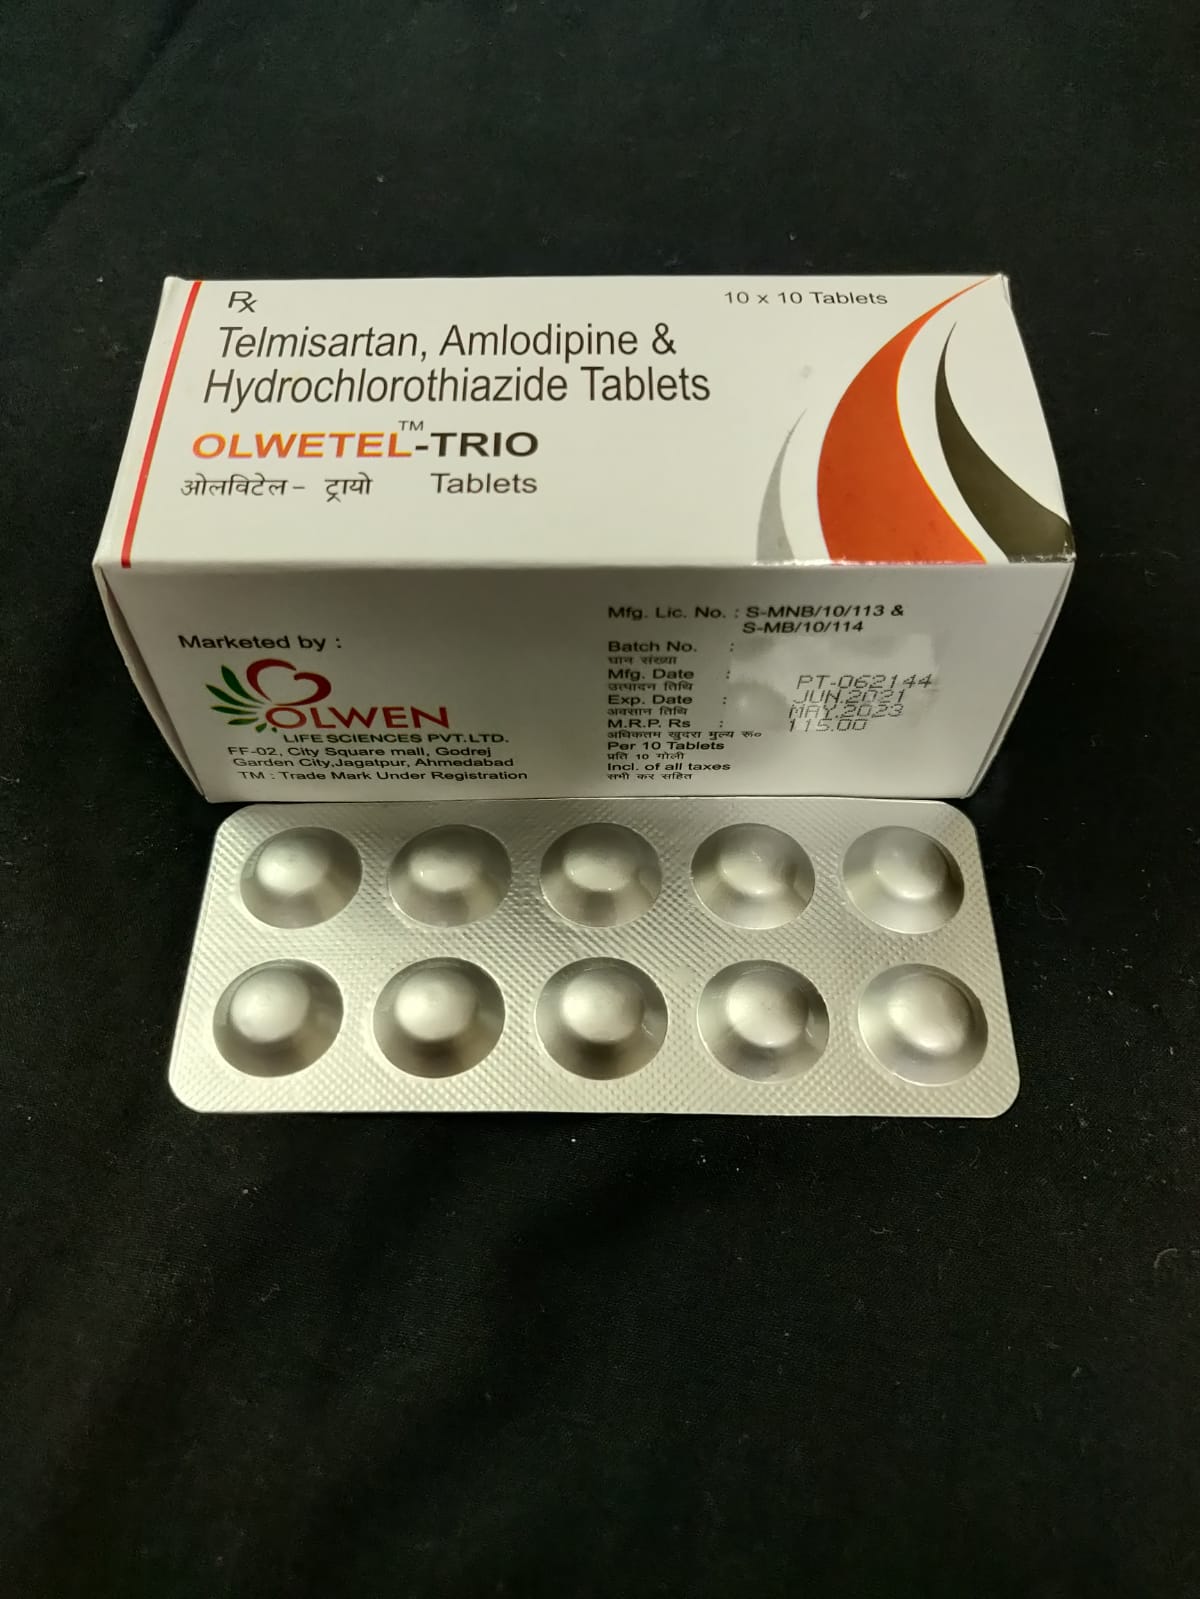 Rx
10 x 10 Tablets
Telmisartan, Amlodipine &
Hydrochlorothiazide Tablets
OLWETEL™-TRIO
ओलविटेल – ट्रायो Tablets
Marketed by :
OLWEN
LIFE SCIENCES PVT.LTD.
FF-02, City Square mall, Godrej
Garden City,Jagatpur, Ahmedabad
TM : Trade Mark Under Registration
Mfg. Lic. No. : S-MNB/10/113 &
S-MB/10/114
Batch No. : PT-062144
घान संख्या
Mfg. Date : JUN.2021
उत्पादन तिथि
Exp. Date : MAY.2023
अवसान तिथि
M.R.P. Rs : 115.00
अधिकतम खुदरा मुल्य रू०
Per 10 Tablets
प्रति 10 गोली
Incl. of all taxes
सभी कर सहित